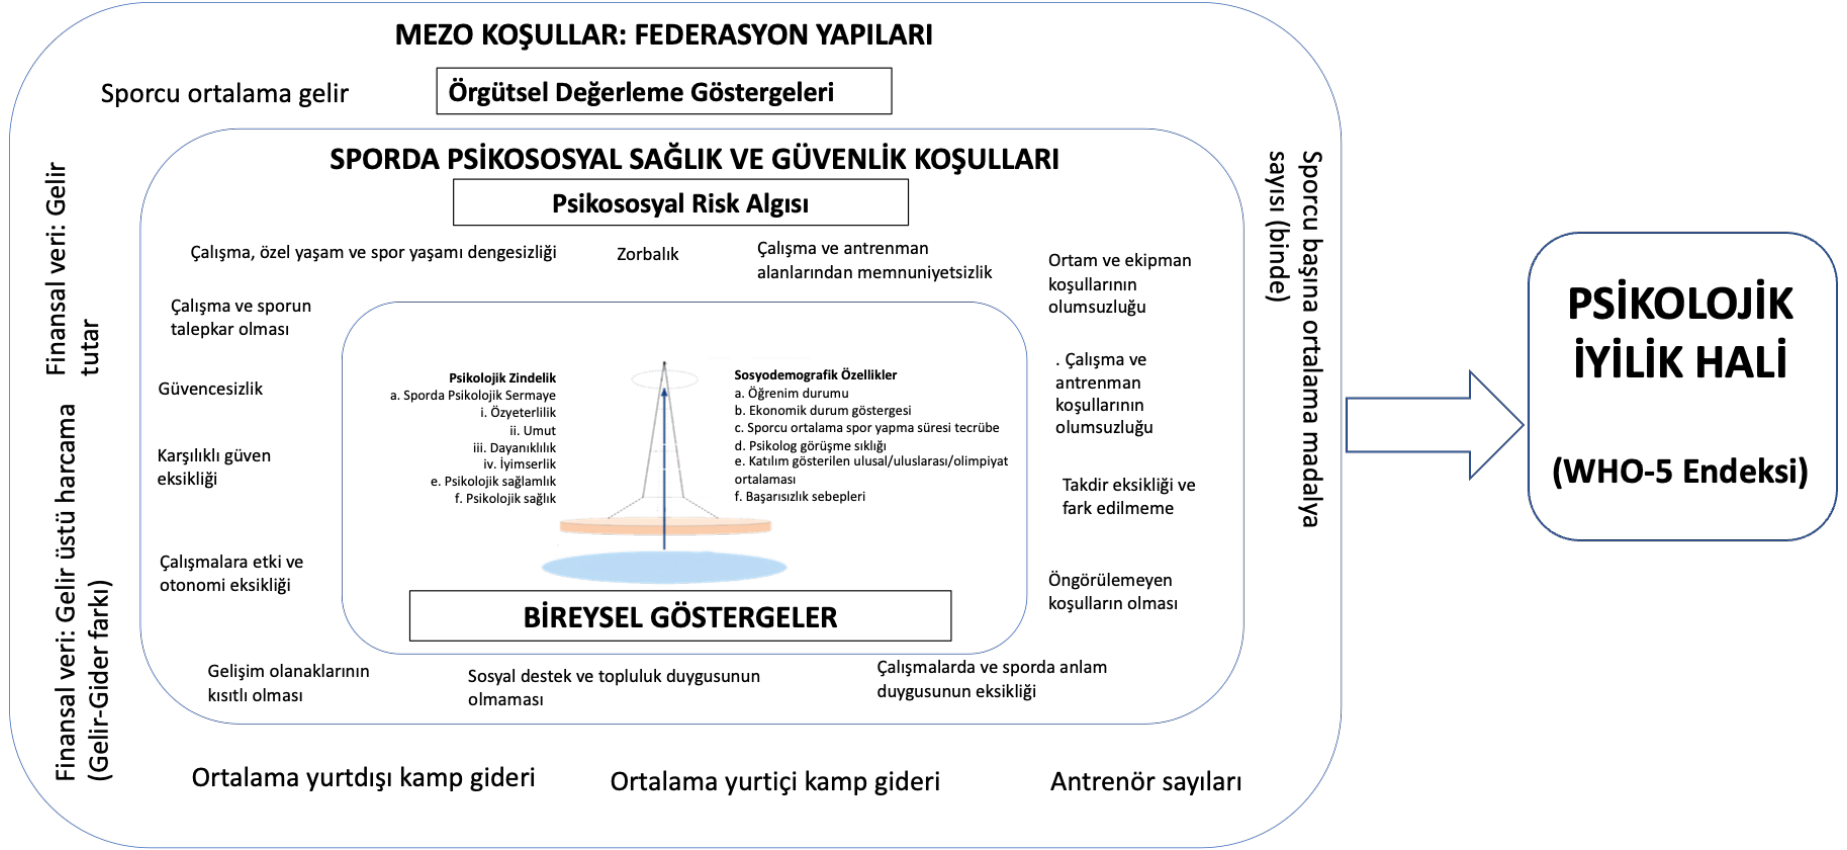 MEZO KOŞULLAR: FEDERASYON YAPILARI
Sporcu ortalama gelir
Örgütsel Değerleme Göstergeleri
SPORDA PSİKOSOSYAL SAĞLIK VE GÜVENLİK KOŞULLARI
Psikososyal Risk Algısı
Çalışma, özel yaşam ve spor yaşamı dengesizliği
Zorbalık
Çalışma ve antrenman
alanlarından memnuniyetsizlik
Ortam ve ekipman
koşullarının
olumsuzluğu
Çalışma ve sporun
talepkar olması
. Çalışma ve
antrenman
koşullarının
olumsuzluğu
Güvencesizlik
Karşılıklı güven
eksikliği
Takdir eksikliği ve
fark edilmeme
Çalışmalara etki ve
otonomi eksikliği
Öngörülemeyen
koşulların olması
Psikolojik Zindelik
a. Sporda Psikolojik Sermaye
i. Özyeterlilik
ii. Umut
iii. Dayanıklılık
iv. İyimserlik
e. Psikolojik sağlamlık
f. Psikolojik sağlık
Sosyodemografik Özellikler
a. Öğrenim durumu
b. Ekonomik durum göstergesi
c. Sporcu ortalama spor yapma süresi tecrübe
d. Psikolog görüşme sıklığı
e. Katılım gösterilen ulusal/uluslarası/olimpiyat
ortalaması
f. Başarısızlık sebepleri
BİREYSEL GÖSTERGELER
Gelişim olanaklarının
kısıtlı olması
Sosyal destek ve topluluk duygusunun
olmaması
Çalışmalarda ve sporda anlam
duygusunun eksikliği
Finansal veri: Gelir
tutar
Finansal veri: Gelir üstü harcama
(Gelir-Gider farkı)
Sporcu başına ortalama madalya
sayısı (binde)
Ortalama yurtdışı kamp gideri
Ortalama yurtiçi kamp gideri
Antrenör sayıları
PSİKOLOJİK
İYİLİK HALİ
(WHO-5 Endeksi)